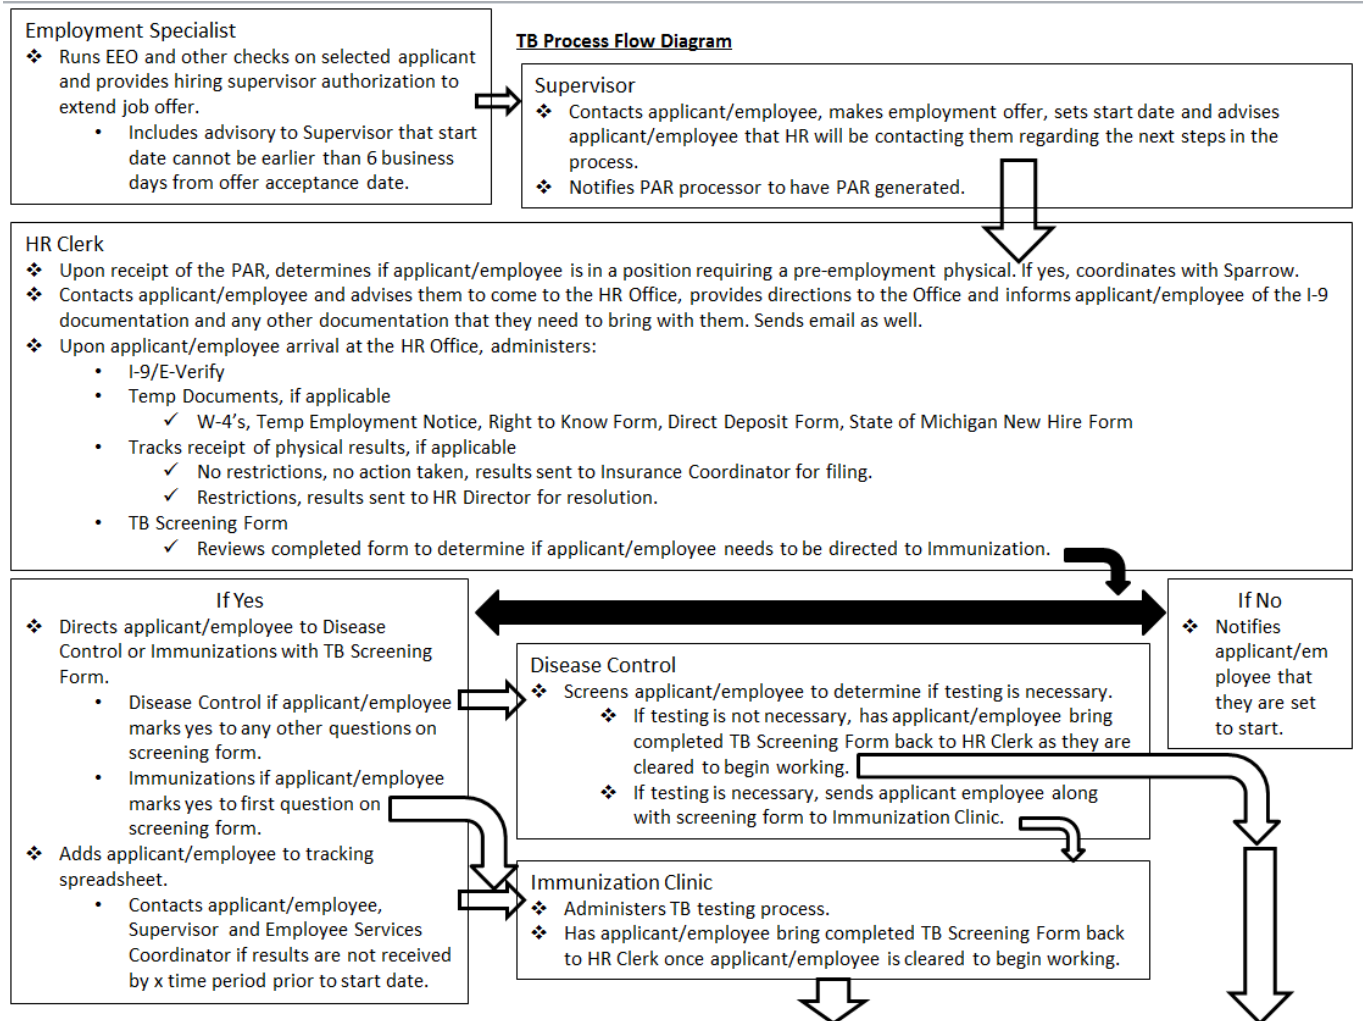 Employment Specialist
❖ Runs EEO and other checks on selected applicant
and provides hiring supervisor authorization to
extend job offer.
• Includes advisory to Supervisor that start
date cannot be earlier than 6 business
days from offer acceptance date.
TB Process Flow Diagram
Supervisor
❖ Contacts applicant/employee, makes employment offer, sets start date and advises
applicant/employee that HR will be contacting them regarding the next steps in the
process.
❖ Notifies PAR processor to have PAR generated.
HR Clerk
❖ Upon receipt of the PAR, determines if applicant/employee is in a position requiring a pre-employment physical. If yes, coordinates with Sparrow.
❖ Contacts applicant/employee and advises them to come to the HR Office, provides directions to the Office and informs applicant/employee of the I-9
documentation and any other documentation that they need to bring with them. Sends email as well.
❖ Upon applicant/employee arrival at the HR Office, administers:
• I-9/E-Verify
• Temp Documents, if applicable
✓ W-4's, Temp Employment Notice, Right to Know Form, Direct Deposit Form, State of Michigan New Hire Form
• Tracks receipt of physical results, if applicable
✓ No restrictions, no action taken, results sent to Insurance Coordinator for filing.
✓ Restrictions, results sent to HR Director for resolution.
• TB Screening Form
✓ Reviews completed form to determine if applicant/employee needs to be directed to Immunization.
If Yes
❖ Directs applicant/employee to Disease
Control or Immunizations with TB Screening
Form.
• Disease Control if applicant/employee
marks yes to any other questions on
screening form.
• Immunizations if applicant/employee
marks yes to first question on
screening form.
❖ Adds applicant/employee to tracking
spreadsheet.
• Contacts applicant/employee,
Supervisor and Employee Services
Coordinator if results are not received
by x time period prior to start date.
Disease Control
❖ Screens applicant/employee to determine if testing is necessary.
❖ If testing is not necessary, has applicant/employee bring
completed TB Screening Form back to HR Clerk as they are
cleared to begin working.
❖ If testing is necessary, sends applicant employee along
with screening form to Immunization Clinic.
Immunization Clinic
❖ Administers TB testing process.
❖ Has applicant/employee bring completed TB Screening Form back
to HR Clerk once applicant/employee is cleared to begin working.
If No
❖ Notifies
applicant/em
ployee that
they are set
to start.